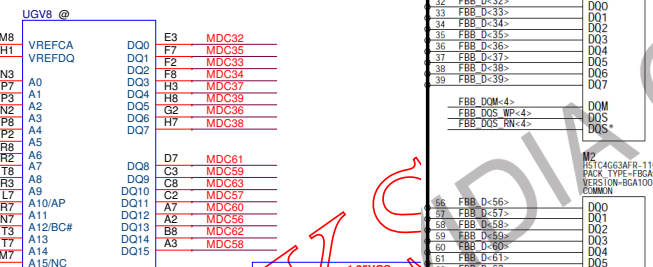 UGV8 @
M8 VREFCA DQ0 E3 MDC32
H1 VREFDQ DQ1 F7 MDC35
DQ2 F2 MDC33
N3 A0 DQ3 F8 MDC34
P7 A1 DQ4 H3 MDC37
P3 A2 DQ5 H8 MDC39
N2 A3 DQ6 G2 MDC36
P8 A4 DQ7 H7 MDC38
P2 A5
R8 A6
R2 A7 DQ8 D7 MDC61
T8 A8 DQ9 C3 MDC59
R3 A9 DQ10 C8 MDC63
L7 A10/AP DQ11 C2 MDC57
R7 A11 DQ12 A7 MDC60
N7 A12/BC# DQ13 A2 MDC56
T3 A13 DQ14 B8 MDC62
T7 A14 DQ15 A3 MDC58
M7 A15/NC
32 FBB_D<32> DQ0
33 FBB_D<33> DQ1
34 FBB_D<34> DQ2
35 FBB_D<35> DQ3
36 FBB_D<36> DQ4
37 FBB_D<37> DQ5
38 FBB_D<38> DQ6
39 FBB_D<39> DQ7
FBB_DQM<4> DQM
FBB_DQS_WP<4> DQS
FBB_DQS_RN<4> DQS*
M2
H5TC4G63AFR-11
PACK_TYPE=FBGA
VERSION=BGA100
COMMON
56 FBB_D<56> DQ0
57 FBB_D<57> DQ1
58 FBB_D<58> DQ2
59 FBB_D<59> DQ3
60 FBB_D<60> DQ4
61 FBB_D<61> DQ5
IDIA